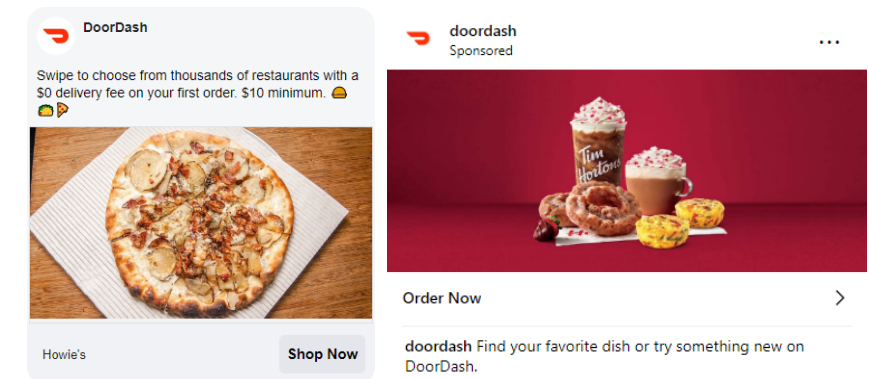 DoorDash
Swipe to choose from thousands of restaurants with a
$0 delivery fee on your first order. $10 minimum. 🍔
🌮🍕
Howie's
Shop Now
doordash
Sponsored
...
Tim
Hortons
Order Now
doordash Find your favorite dish or try something new on
DoorDash.